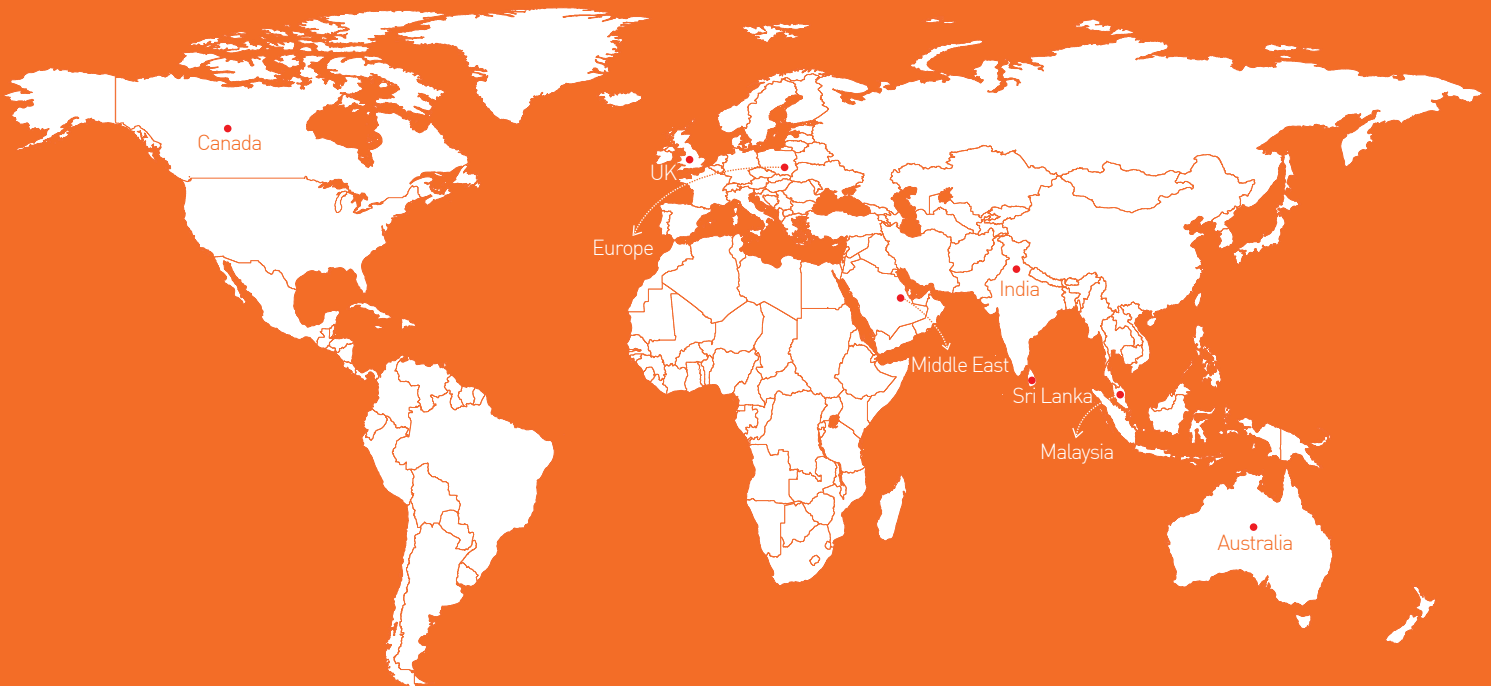 Canada
UK
Europe
India
Middle East
Sri Lanka
Malaysia
Australia